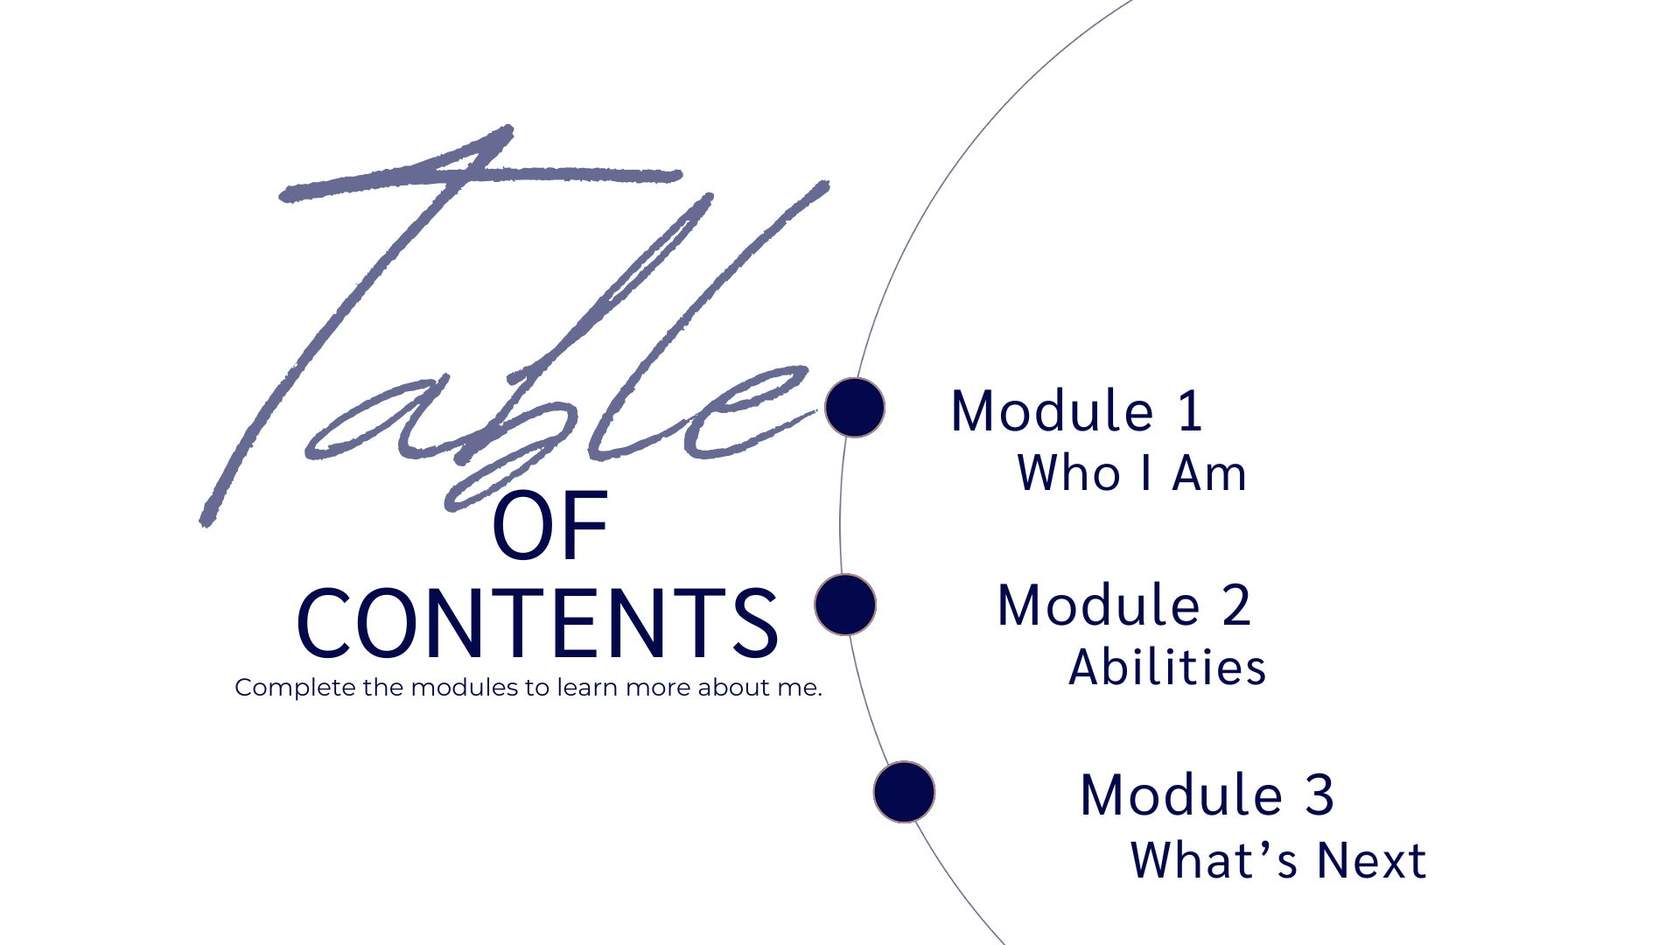 Table
OF
CONTENTS
Complete the modules to learn more about me.
Module 1
Who I Am
Module 2
Abilities
Module 3
What’s Next